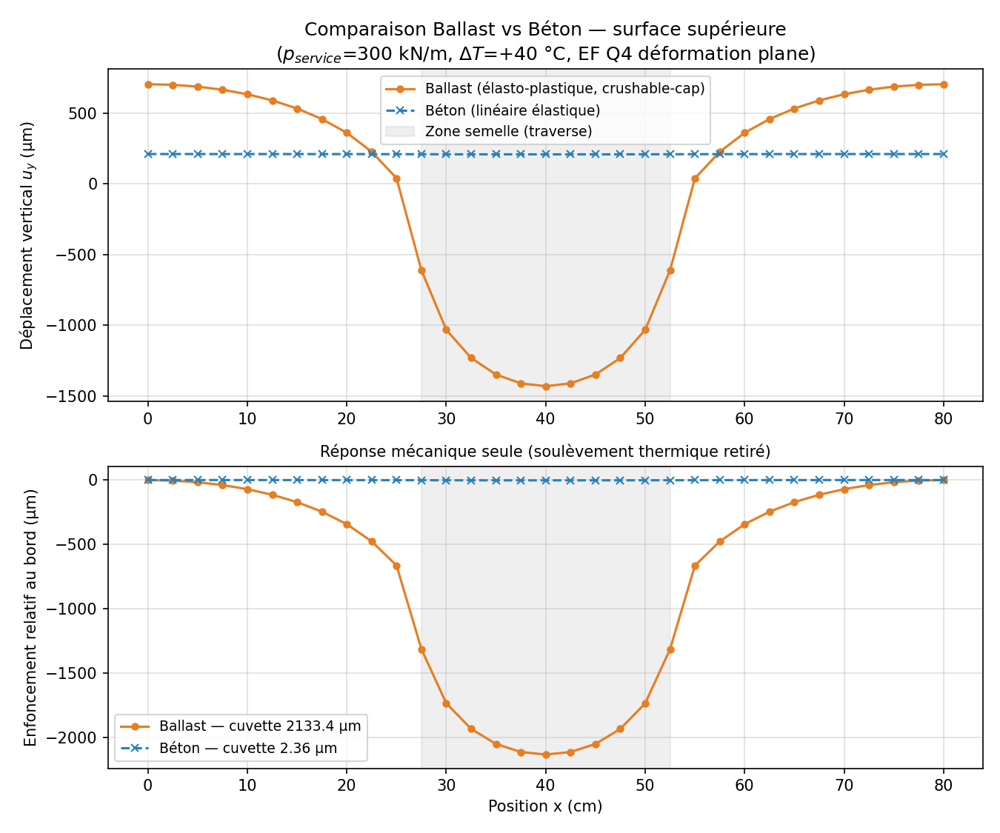 Comparaison Ballast vs Béton — surface supérieure
(p_service=300 kN/m, ΔT=+40 °C, EF Q4 déformation plane)
Ballast (élasto-plastique, crushable-cap)
Béton (linéaire élastique)
Zone semelle (traverse)
Déplacement vertical u_y (µm)
500
0
−500
−1000
−1500
0 10 20 30 40 50 60 70 80
Réponse mécanique seule (soulèvement thermique retiré)
Enfoncement relatif au bord (µm)
0
−500
−1000
−1500
−2000
Ballast — cuvette 2133.4 µm
Béton — cuvette 2.36 µm
0 10 20 30 40 50 60 70 80
Position x (cm)